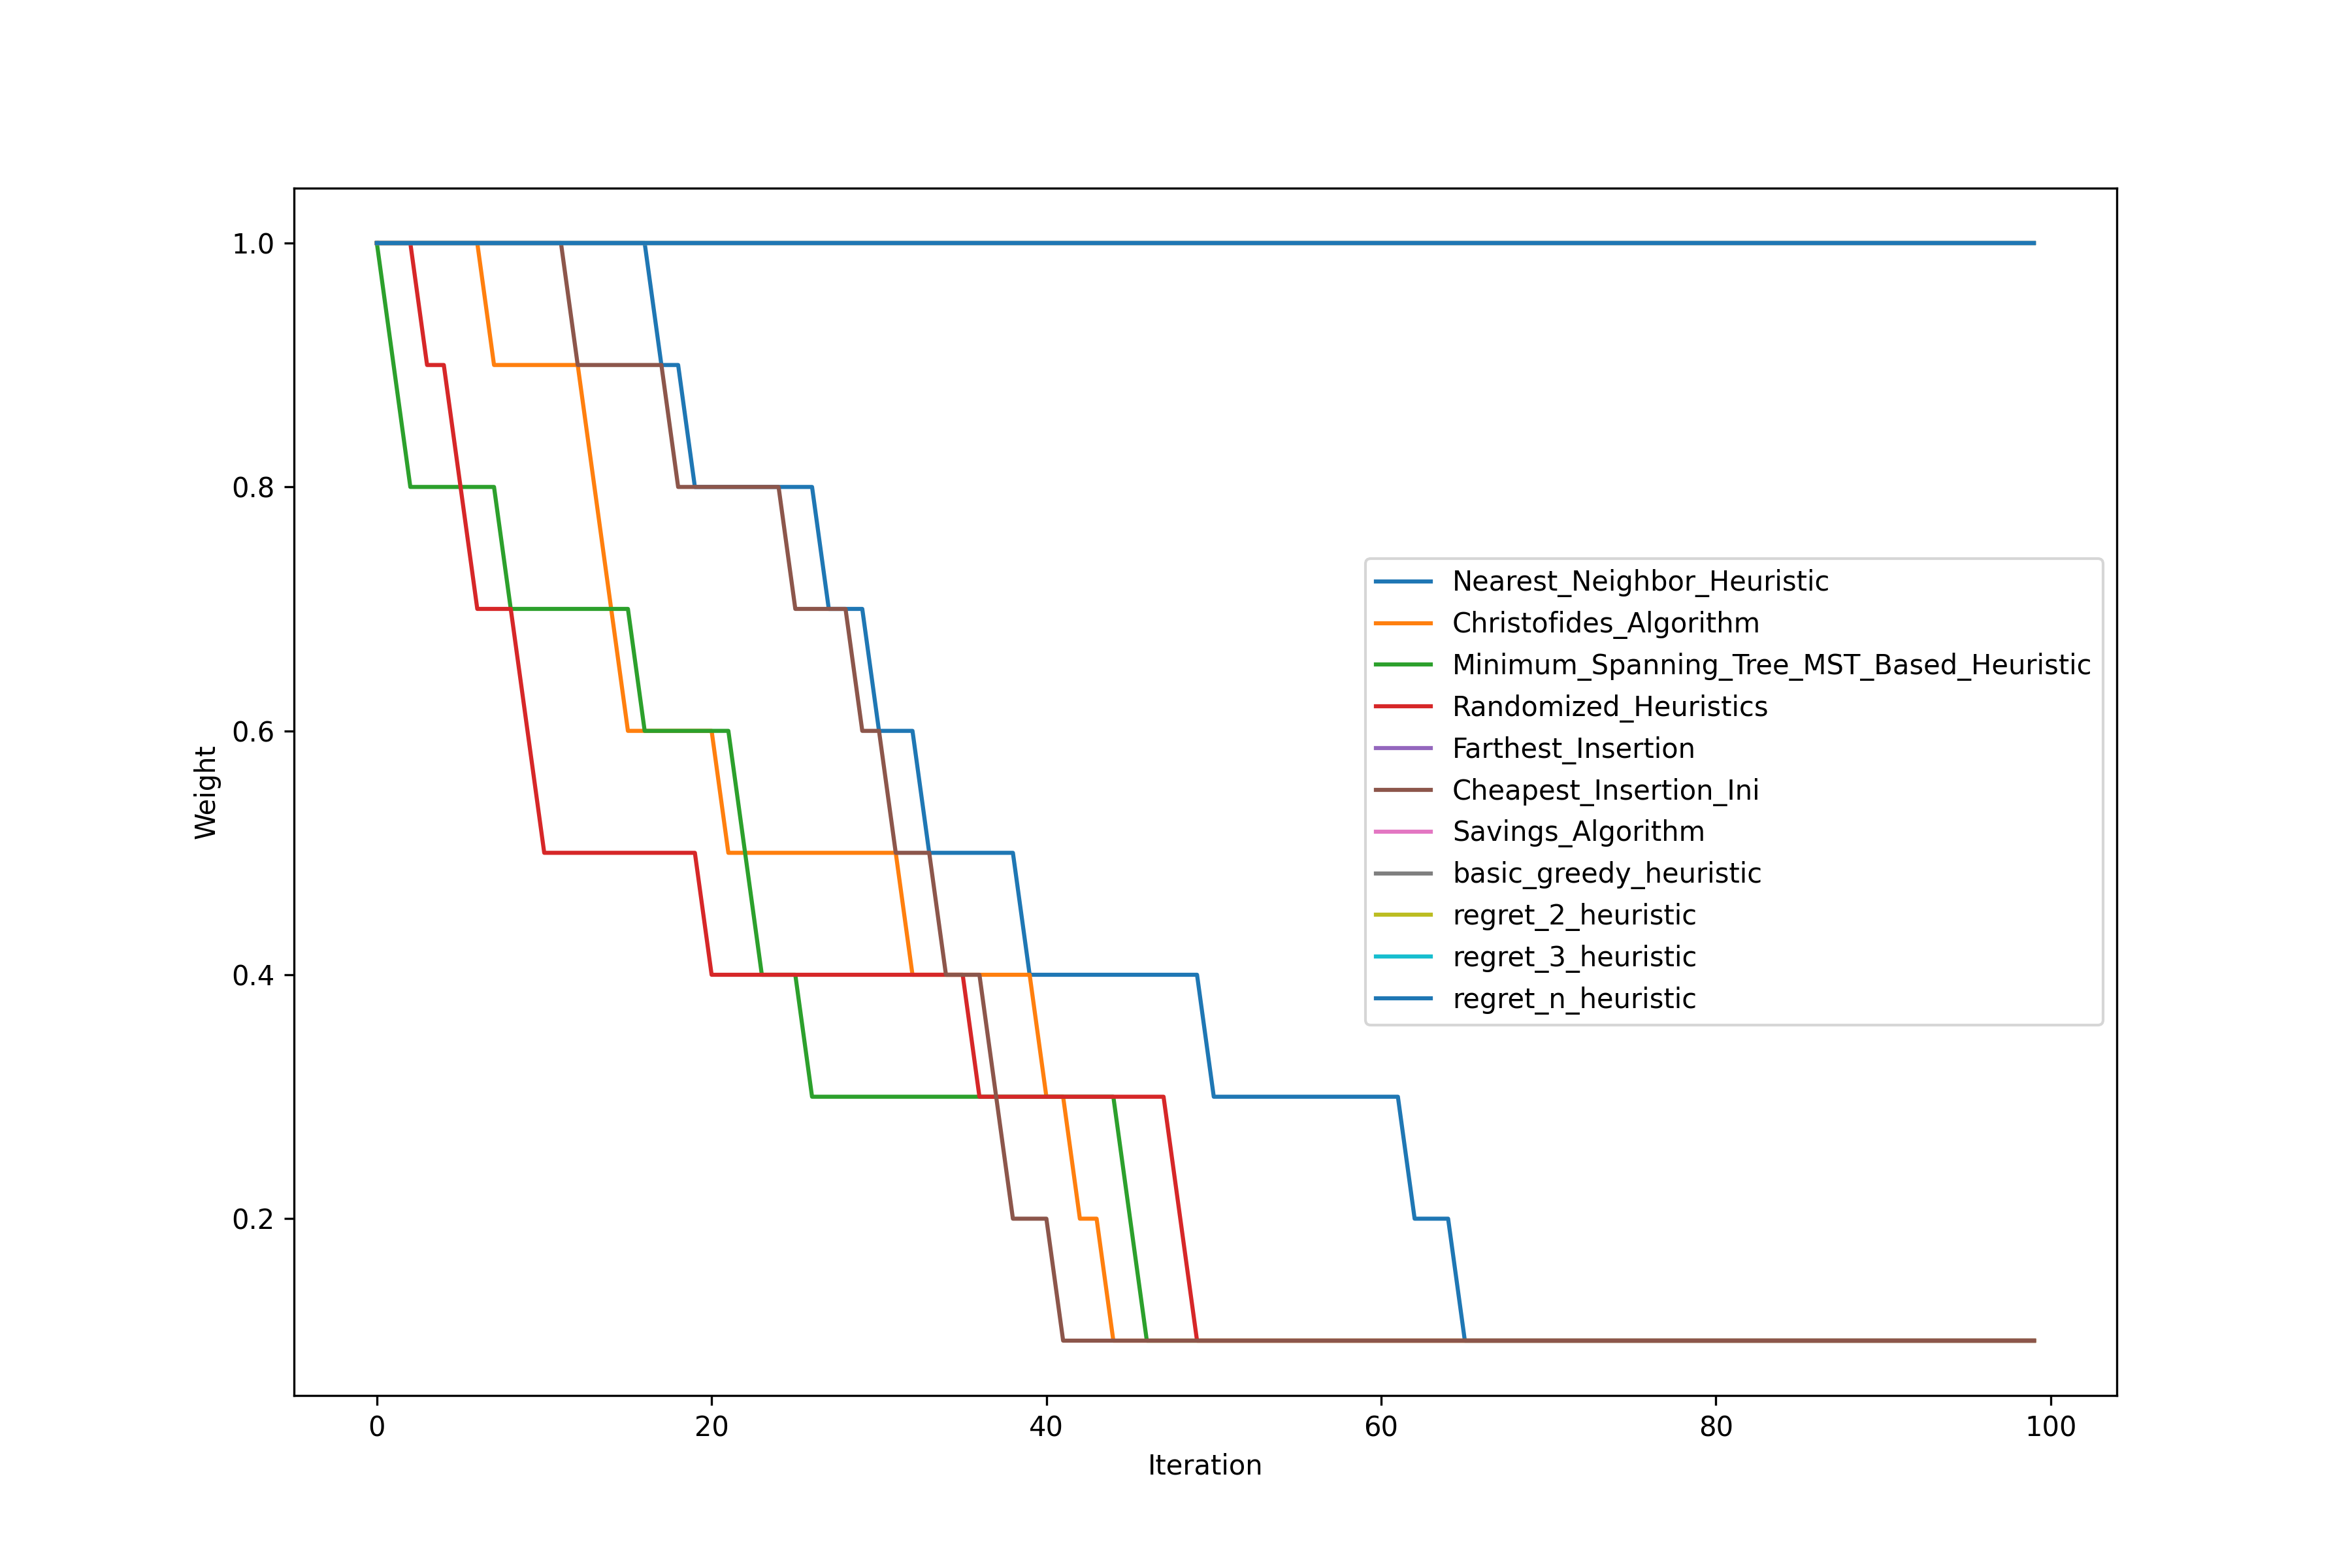 1.0
0.8
0.6
0.4
0.2
Weight
0 20 40 60 80 100
Iteration
Nearest_Neighbor_Heuristic
Christofides_Algorithm
Minimum_Spanning_Tree_MST_Based_Heuristic
Randomized_Heuristics
Farthest_Insertion
Cheapest_Insertion_Ini
Savings_Algorithm
basic_greedy_heuristic
regret_2_heuristic
regret_3_heuristic
regret_n_heuristic